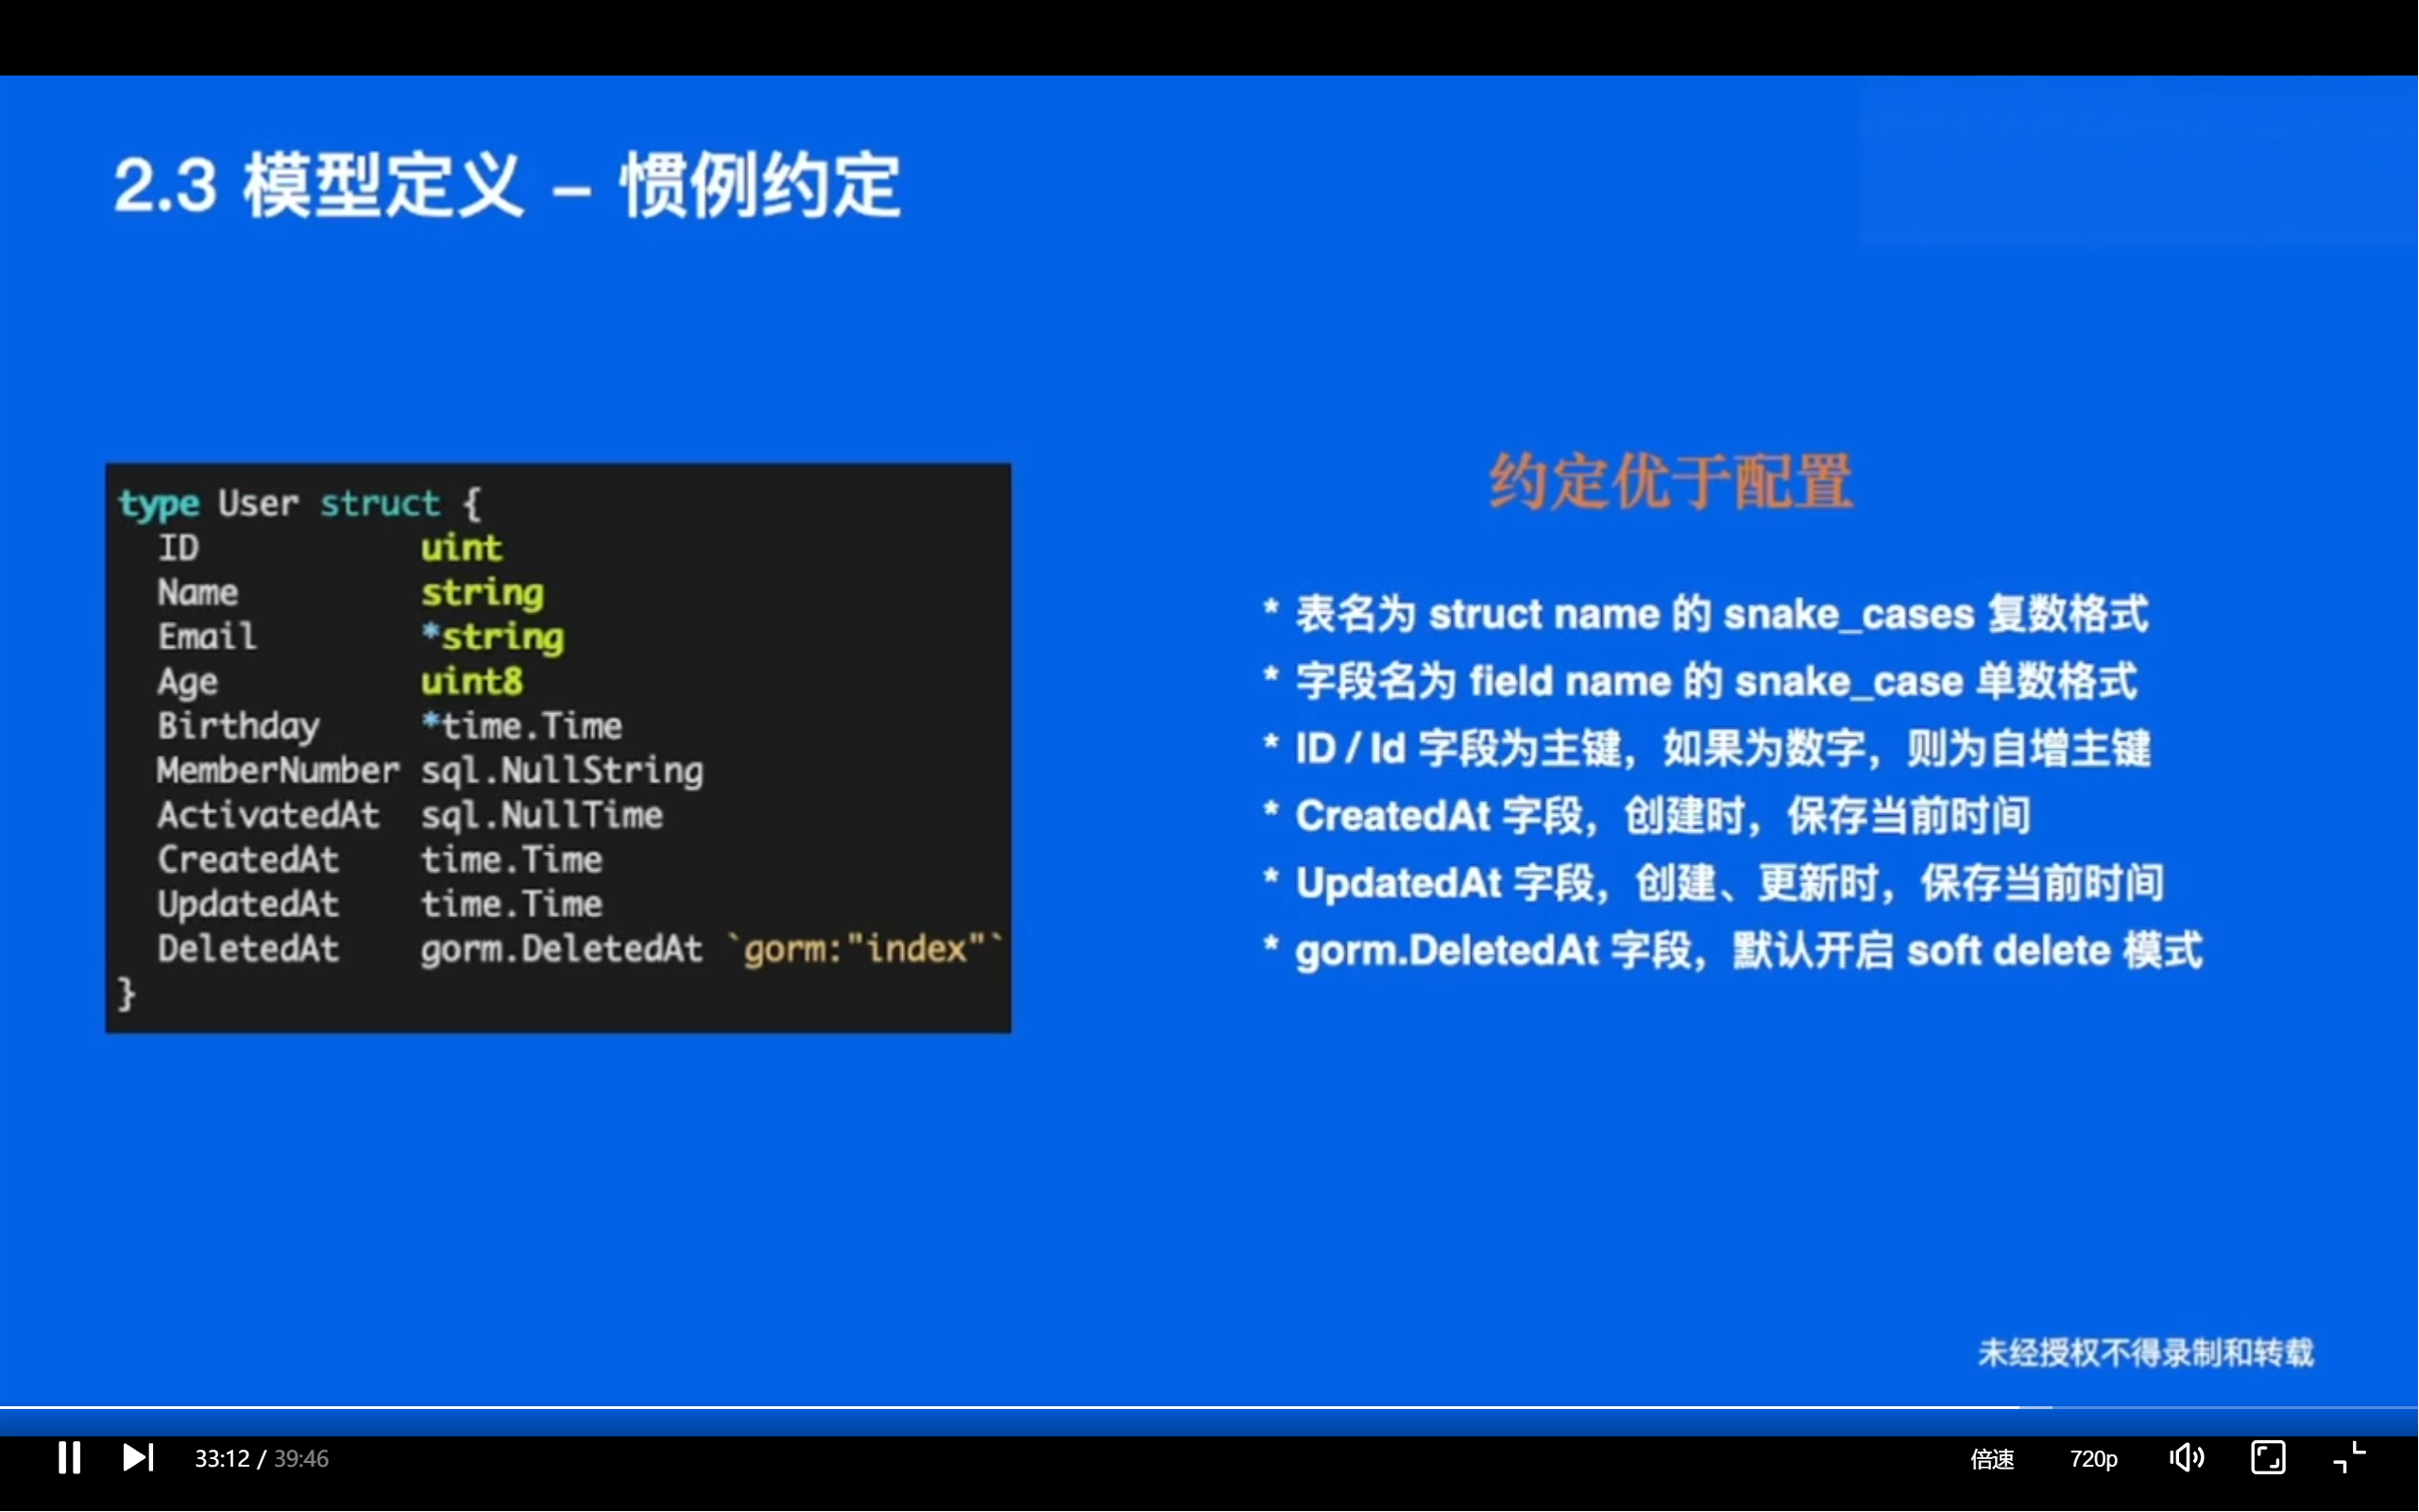 2.3 模型定义 – 惯例约定
type User struct {
ID uint
Name string
Email *string
Age uint8
Birthday *time.Time
MemberNumber sql.NullString
ActivatedAt sql.NullTime
CreatedAt time.Time
UpdatedAt time.Time
DeletedAt gorm.DeletedAt `gorm:"index"`
}
约定优于配置
* 表名为 struct name 的 snake_cases 复数格式
* 字段名为 field name 的 snake_case 单数格式
* ID / Id 字段为主键，如果为数字，则为自增主键
* CreatedAt 字段，创建时，保存当前时间
* UpdatedAt 字段，创建、更新时，保存当前时间
* gorm.DeletedAt 字段，默认开启 soft delete 模式
未经授权不得录制和转载
33:12 / 39:46
倍速
720p